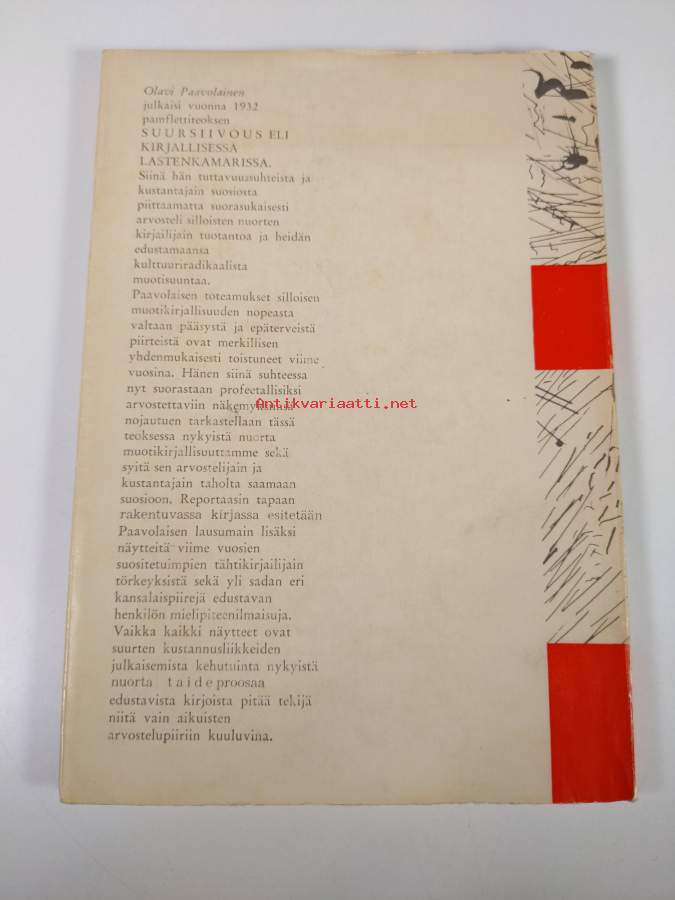 Olavi Paavolainen
julkaisi vuonna 1932
pamflettiteoksen
SUURSIIVOUS ELI
KIRJALLISESSA
LASTENKAMARISSA.
Siinä hän tuttavuussuhteista ja
kustantajain suosiosta
piittaamatta suorasukaisesti
arvosteli silloisten nuorten
kirjailijain tuotantoa ja heidän
edustamaansa
kulttuuriradikaalista
muotisuuntaa.
Paavolaisen toteamukset silloisen
muotikirjallisuuden nopeasta
valtaan pääsystä ja epäterveistä
piirteistä ovat merkillisen
yhdenmukaisesti toistuneet viime
vuosina. Hänen siinä suhteessa
nyt suorastaan profeetallisiksi
arvostettaviin näkemyksiinsä
Antikvariaatti.net
nojautuen tarkastellaan tässä
teoksessa nykyistä nuorta
muotikirjallisuuttamme sekä
syitä sen arvostelijain ja
kustantajain taholta saamaan
suosioon. Reportaasin tapaan
rakentuvassa kirjassa esitetään
Paavolaisen lausumain lisäksi
näytteitä viime vuosien
suosituimpien tähtikirjailijain
törkeyksistä sekä yli sadan eri
kansalaispiirejä edustavan
henkilön mielipiteenilmaisuja.
Vaikka kaikki näytteet ovat
suurten kustannusliikkeiden
julkaisemista kehutuinta nykyistä
nuorta taideproosaa
edustavista kirjoista pitää tekijä
niitä vain aikuisten
arvostelupiiriin kuuluvina.